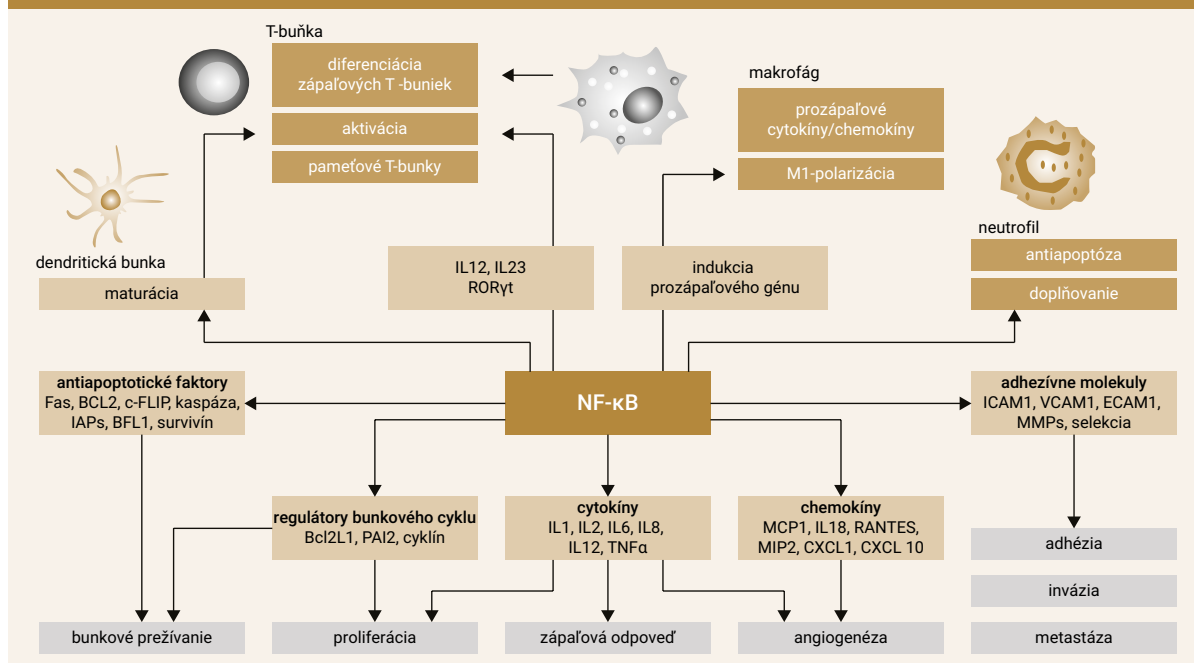 T-buňka
diferenciácia
zápaľových T -buniek
aktivácia
pameťové T-bunky
makrofág
prozápaľové
cytokíny/chemokíny
M1-polarizácia
neutrofil
antiapoptóza
doplňovanie
dendritická bunka
maturácia
IL12, IL23
RORγt
indukcia
prozápaľového génu
antiapoptotické faktory
Fas, BCL2, c-FLIP, kaspáza,
IAPs, BFL1, survivín
NF-κB
adhezívne molekuly
ICAM1, VCAM1, ECAM1,
MMPs, selekcia
regulátory bunkového cyklu
Bcl2L1, PAI2, cyklín
cytokíny
IL1, IL2, IL6, IL8,
IL12, TNFα
chemokíny
MCP1, IL18, RANTES,
MIP2, CXCL1, CXCL 10
adhézia
invázia
bunkové prežívanie
proliferácia
zápaľová odpoveď
angiogenéza
metastáza